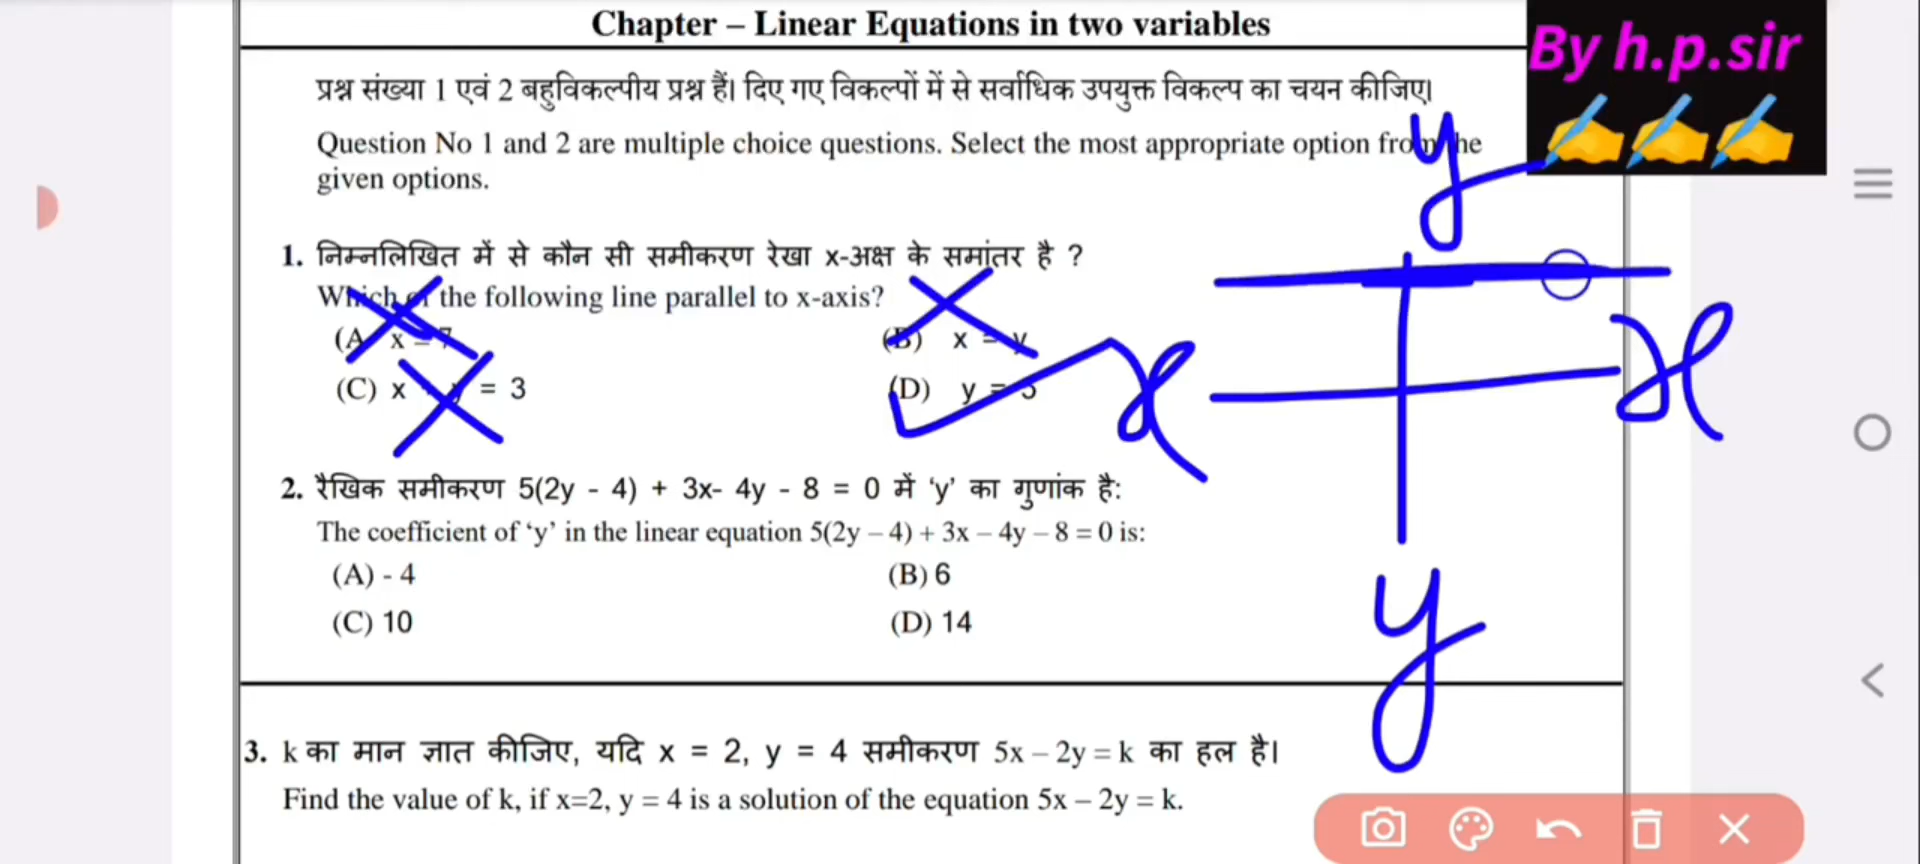 Chapter – Linear Equations in two variables
By h.p.sir
प्रश्न संख्या 1 एवं 2 बहुविकल्पीय प्रश्न हैं। दिए गए विकल्पों में से सर्वाधिक उपयुक्त विकल्प का चयन कीजिए।
Question No 1 and 2 are multiple choice questions. Select the most appropriate option from the
given options.
y
1. निम्नलिखित में से कौन सी समीकरण रेखा x-अक्ष के समांतर है ?
Which of the following line parallel to x-axis?
(A) x = 7 (B) x = y
(C) x = 3 (D) y =
x x
2. रैखिक समीकरण 5(2y - 4) + 3x- 4y - 8 = 0 में 'y' का गुणांक है:
The coefficient of 'y' in the linear equation 5(2y – 4) + 3x – 4y – 8 = 0 is:
(A) - 4 (B) 6
(C) 10 (D) 14
y
3. k का मान ज्ञात कीजिए, यदि x = 2, y = 4 समीकरण 5x – 2y = k का हल है।
Find the value of k, if x=2, y = 4 is a solution of the equation 5x – 2y = k.